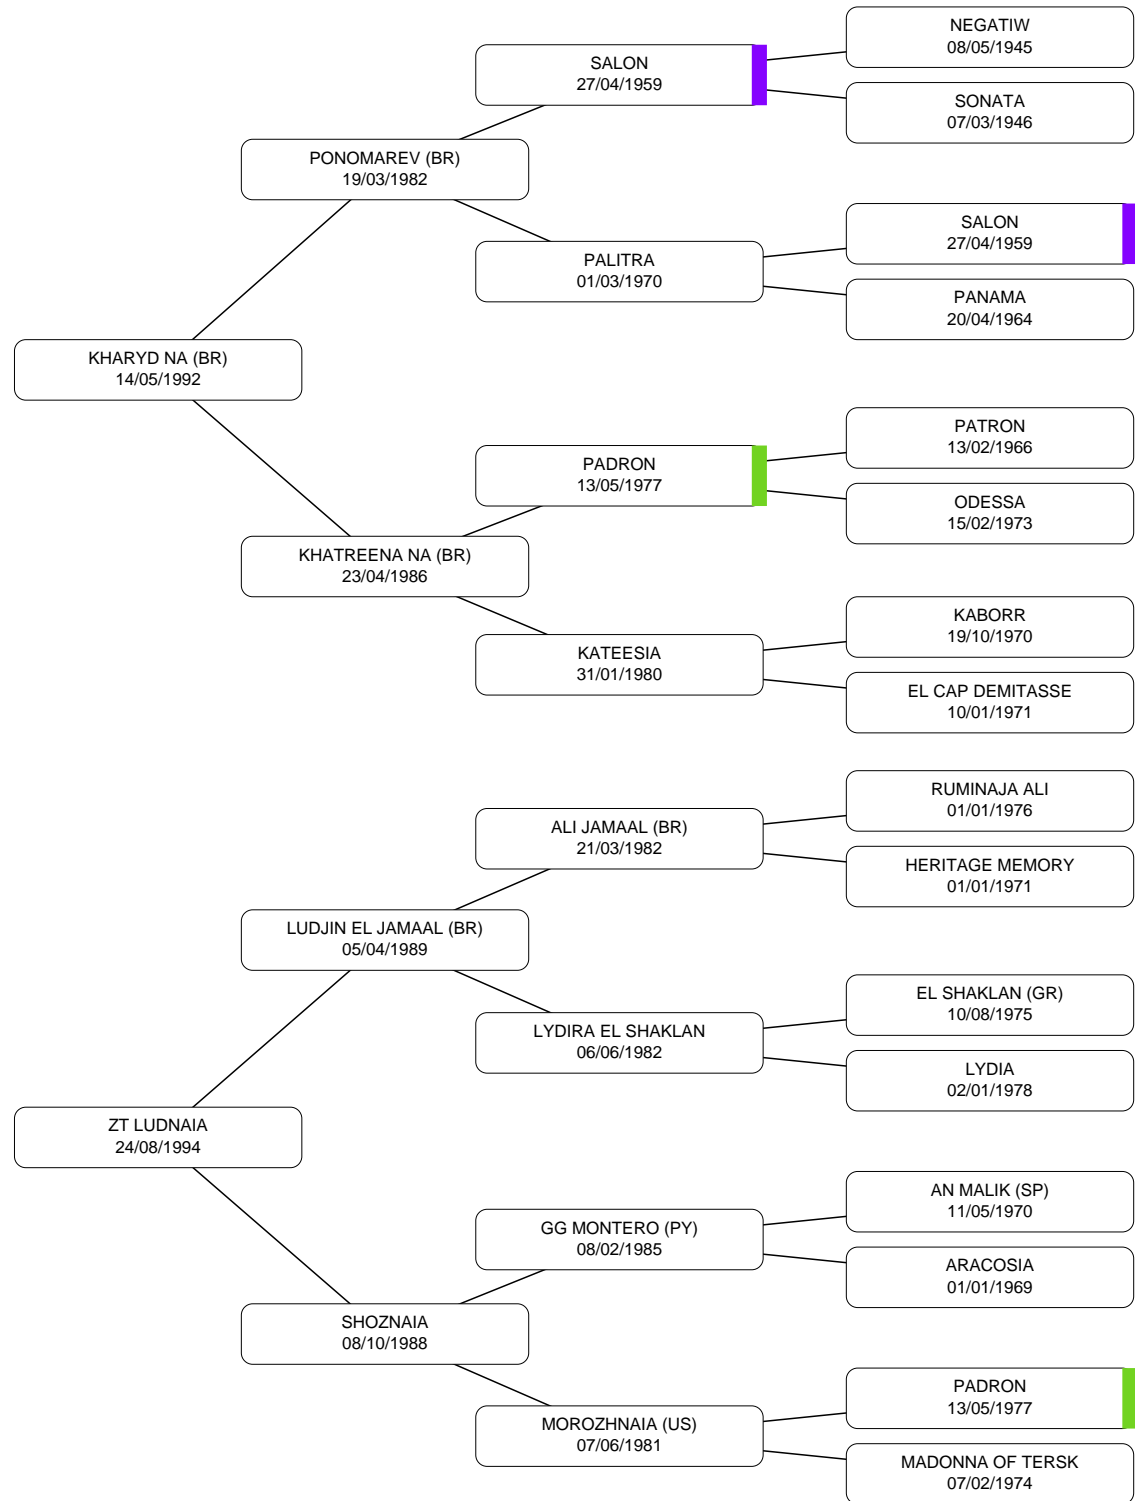 NEGATIW
08/05/1945
SALON
27/04/1959
SONATA
07/03/1946
PONOMAREV (BR)
19/03/1982
SALON
27/04/1959
PALITRA
01/03/1970
PANAMA
20/04/1964
KHARYD NA (BR)
14/05/1992
PATRON
13/02/1966
PADRON
13/05/1977
ODESSA
15/02/1973
KHATREENA NA (BR)
23/04/1986
KABORR
19/10/1970
KATEESIA
31/01/1980
EL CAP DEMITASSE
10/01/1971
RUMINAJA ALI
01/01/1976
ALI JAMAAL (BR)
21/03/1982
HERITAGE MEMORY
01/01/1971
LUDJIN EL JAMAAL (BR)
05/04/1989
EL SHAKLAN (GR)
10/08/1975
LYDIRA EL SHAKLAN
06/06/1982
LYDIA
02/01/1978
ZT LUDNAIA
24/08/1994
AN MALIK (SP)
11/05/1970
GG MONTERO (PY)
08/02/1985
ARACOSIA
01/01/1969
SHOZNAIA
08/10/1988
PADRON
13/05/1977
MOROZHNAIA (US)
07/06/1981
MADONNA OF TERSK
07/02/1974